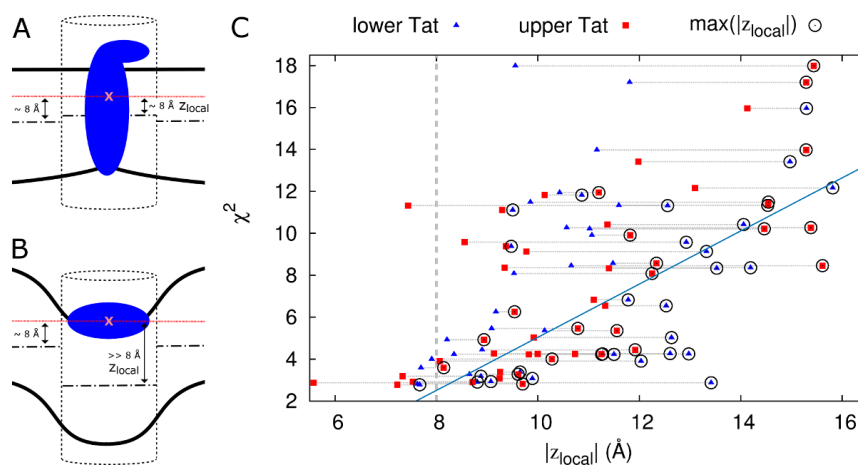 A
x
~ 8 Å
~ 8 Å z_local
B
x
~ 8 Å
>> 8 Å
z_local
C
lower Tat
upper Tat
max(|z_local|)
χ²
18
16
14
12
10
8
6
4
2
6
8
10
12
14
16
|z_local| (Å)